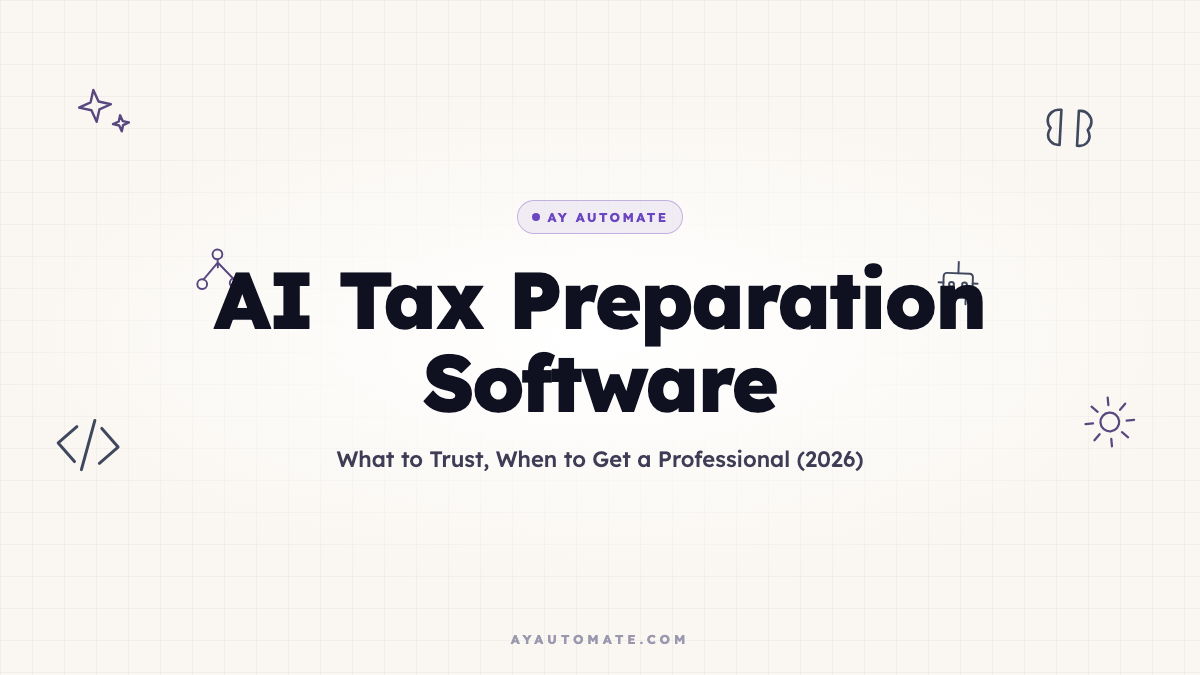 AY AUTOMATE
AI Tax Preparation
Software
What to Trust, When to Get a Professional (2026)
AYAUTOMATE.COM